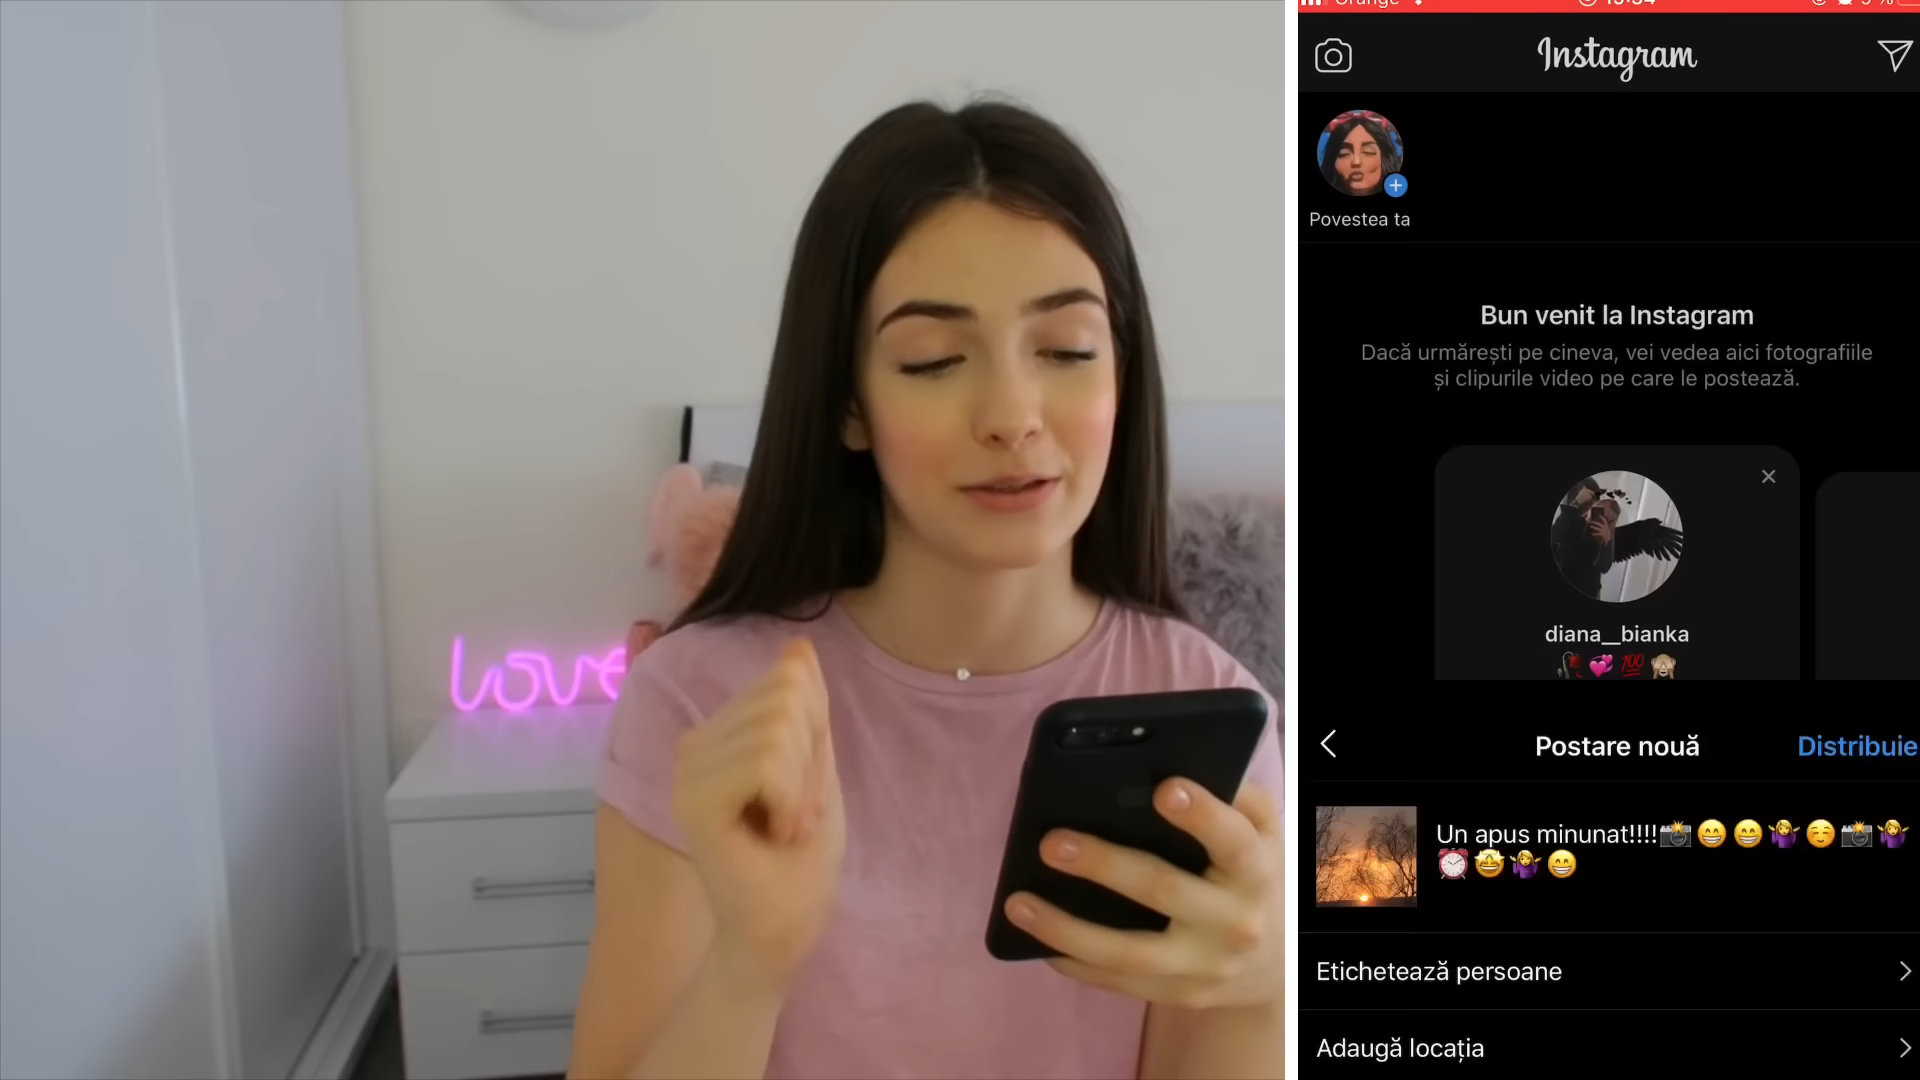 love
Instagram
Povestea ta
Bun venit la Instagram
Dacă urmărești pe cineva, vei vedea aici fotografiile
și clipurile video pe care le postează.
diana__bianka
💯
Postare nouă
Distribuie
Un apus minunat!!!!📸😁😁🤷‍♀️☺️📸🤷‍♀️
⏰🤩🤷‍♀️😁
Etichetează persoane
Adaugă locația